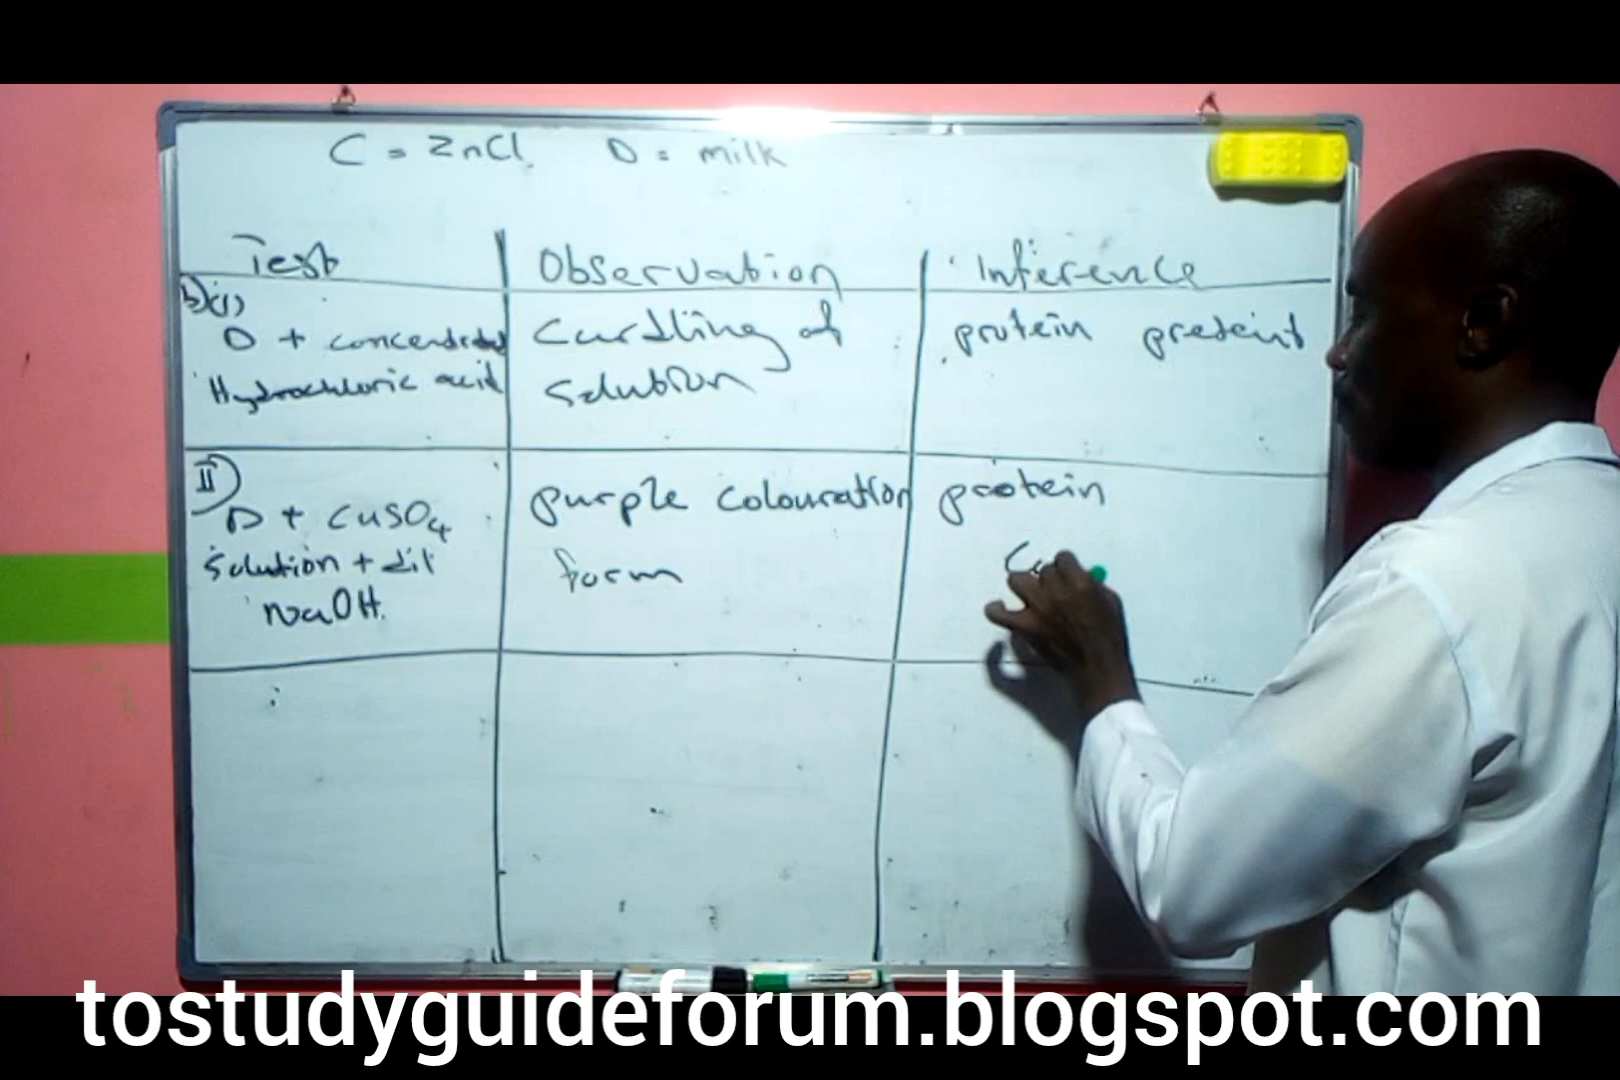 C = ZnCl. D = milk
Test Observation Inference
b)(i)
D + concentrated Curdling of protein present
Hydrochloric acid solution
II)
D + CuSO4 purple colouration protein
solution + dil form
NaOH.
tostudyguideforum.blogspot.com